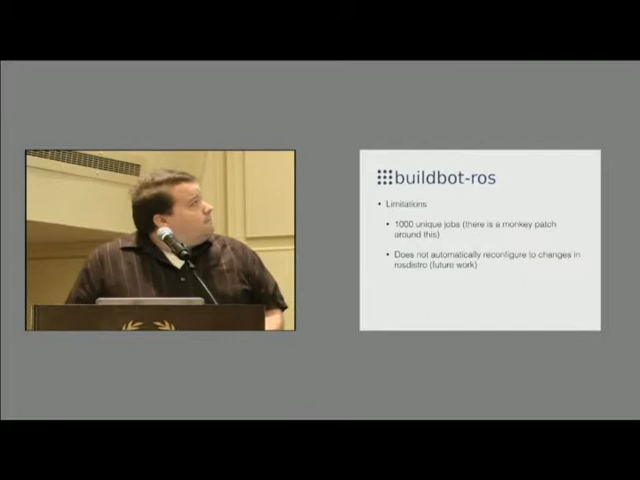 buildbot-ros
Limitations
1000 unique jobs (there is a monkey patch
around this)
Does not automatically reconfigure to changes in
rosdistro (future work)